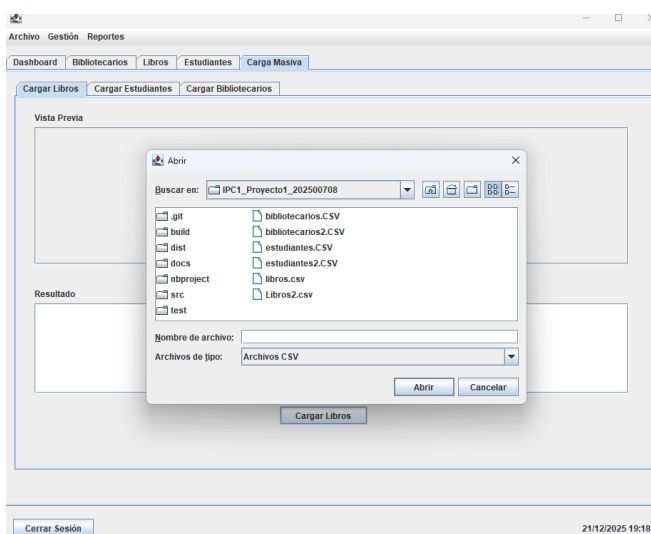 Archivo Gestión Reportes
Dashboard Bibliotecarios Libros Estudiantes Carga Masiva
Cargar Libros Cargar Estudiantes Cargar Bibliotecarios
Vista Previa
Abrir
Buscar en: IPC1_Proyecto1_202500708
.git bibliotecarios.CSV
build bibliotecarios2.CSV
dist estudiantes.CSV
docs estudiantes2.CSV
nbproject libros.csv
src Libros2.csv
test
Resultado
Nombre de archivo:
Archivos de tipo: Archivos CSV
Abrir Cancelar
Cargar Libros
Cerrar Sesión 21/12/2025 19:18